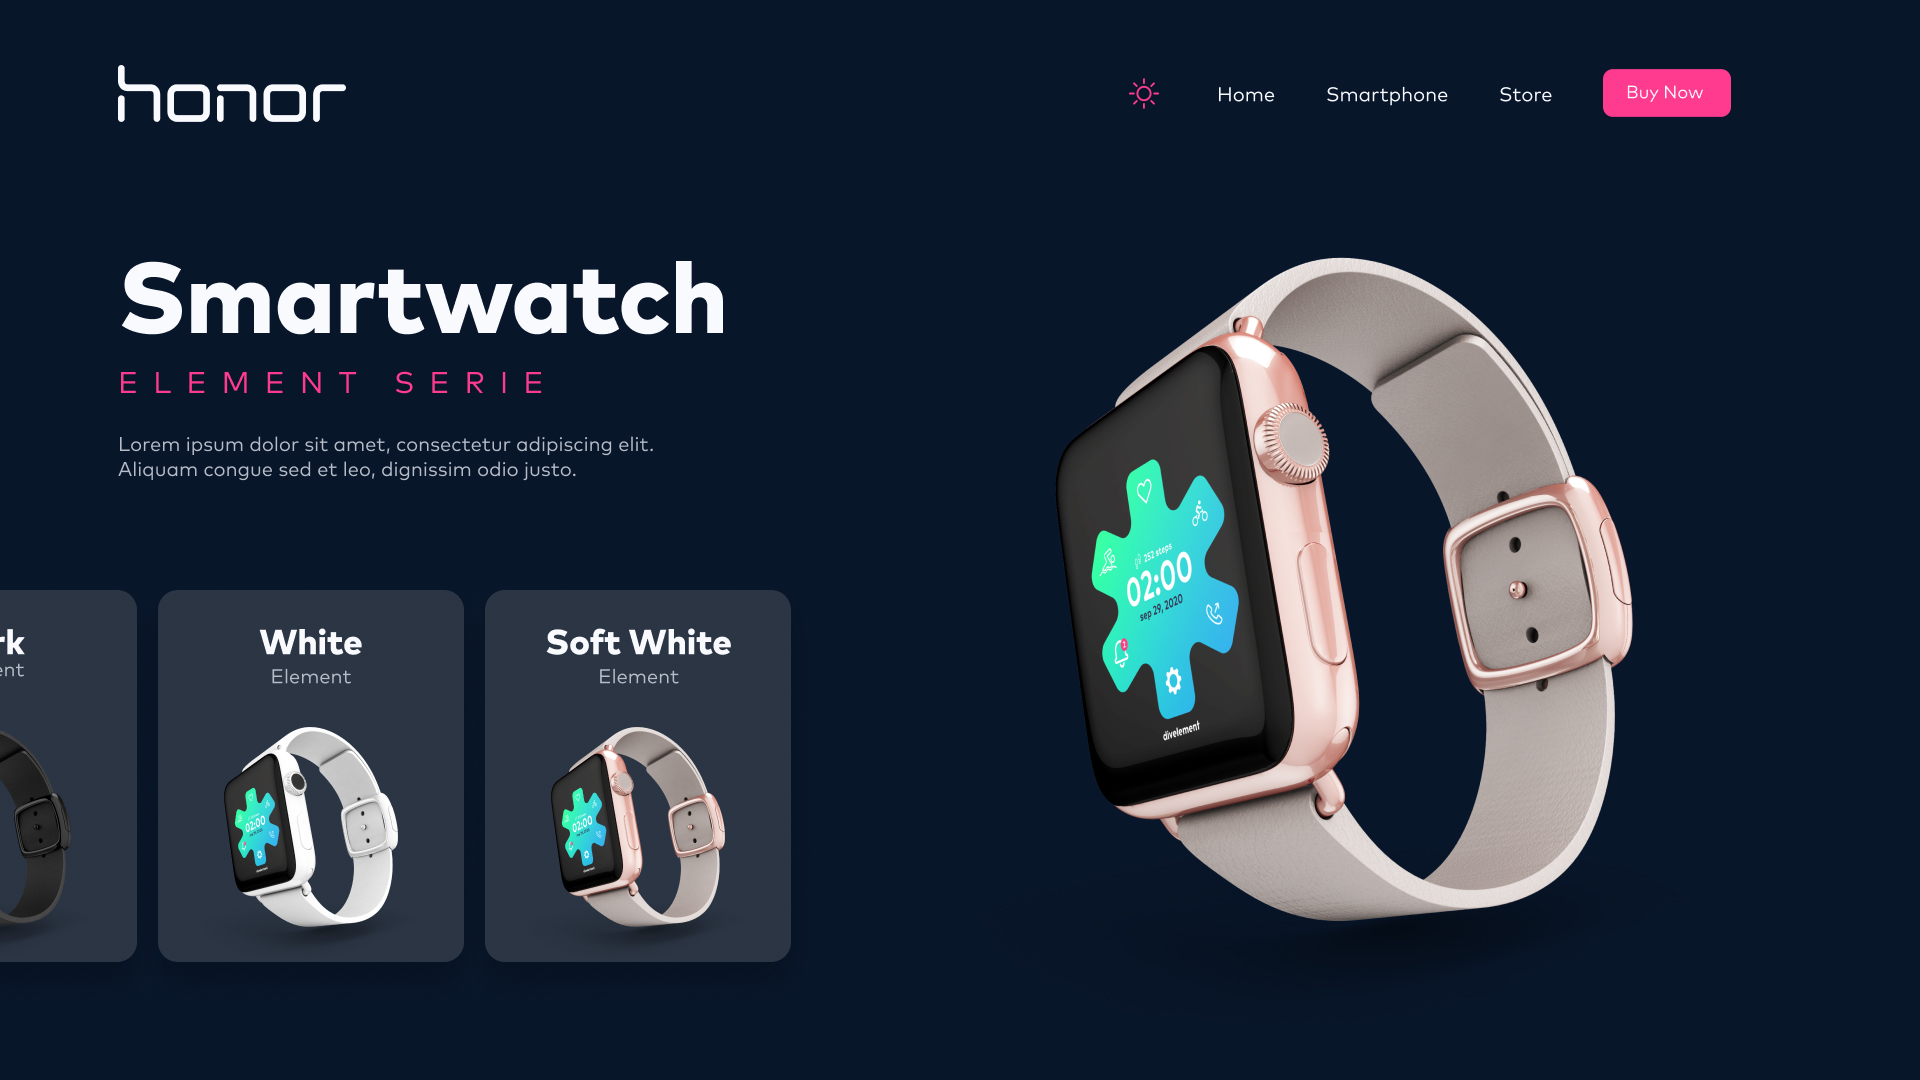 honor
Home
Smartphone
Store
Buy Now
Smartwatch
ELEMENT SERIE
Lorem ipsum dolor sit amet, consectetur adipiscing elit.
Aliquam congue sed et leo, dignissim odio justo.
252 steps
02:00
sep 29, 2020
1
divelement
rk
ent
White
Element
02:00
Soft White
Element
02:00